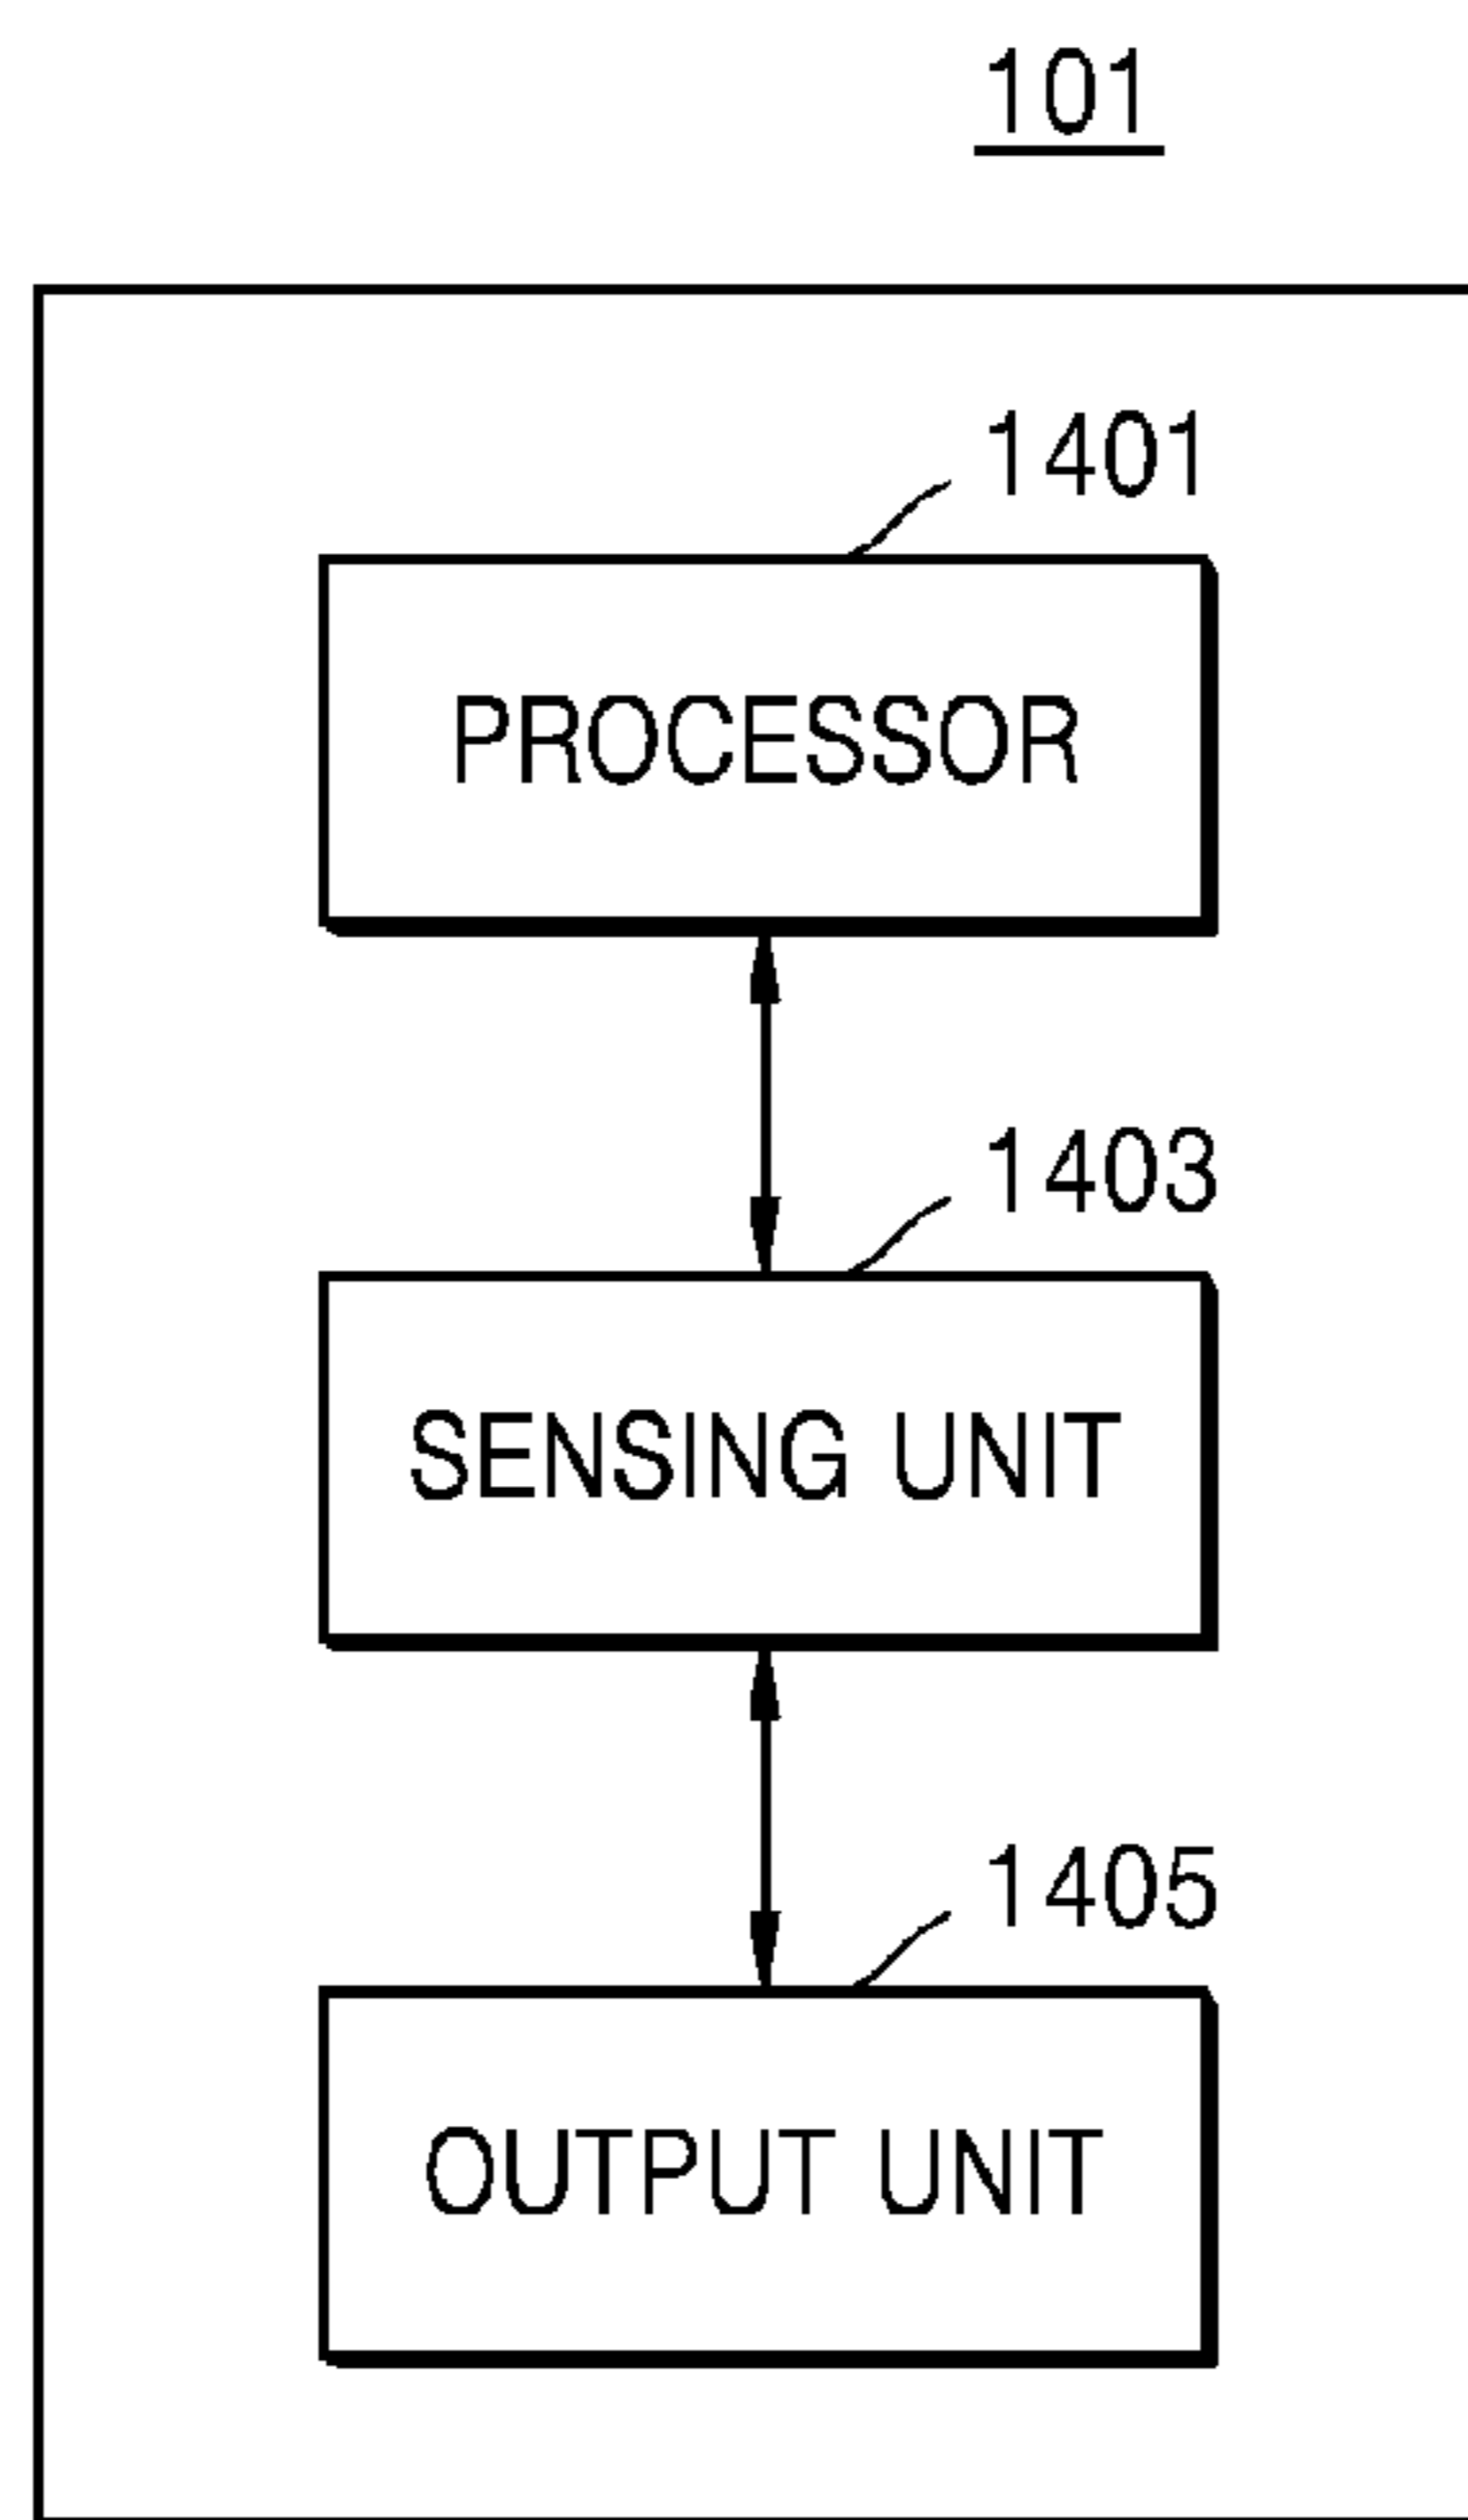 101
1401
PROCESSOR
1403
SENSING UNIT
1405
OUTPUT UNIT